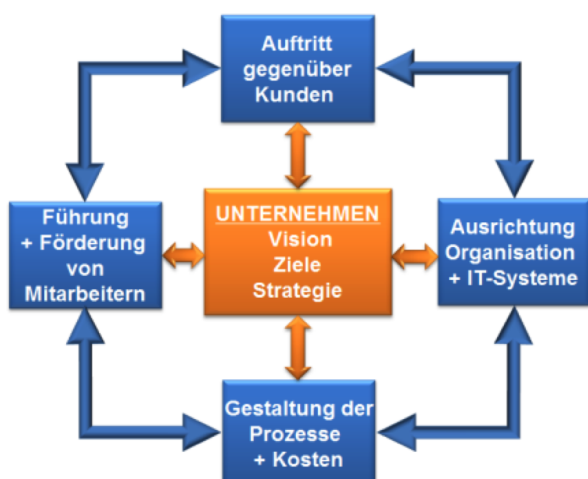 Auftritt
gegenüber
Kunden
Führung
+ Förderung
von
Mitarbeitern
UNTERNEHMEN
Vision
Ziele
Strategie
Ausrichtung
Organisation
+ IT-Systeme
Gestaltung der
Prozesse
+ Kosten